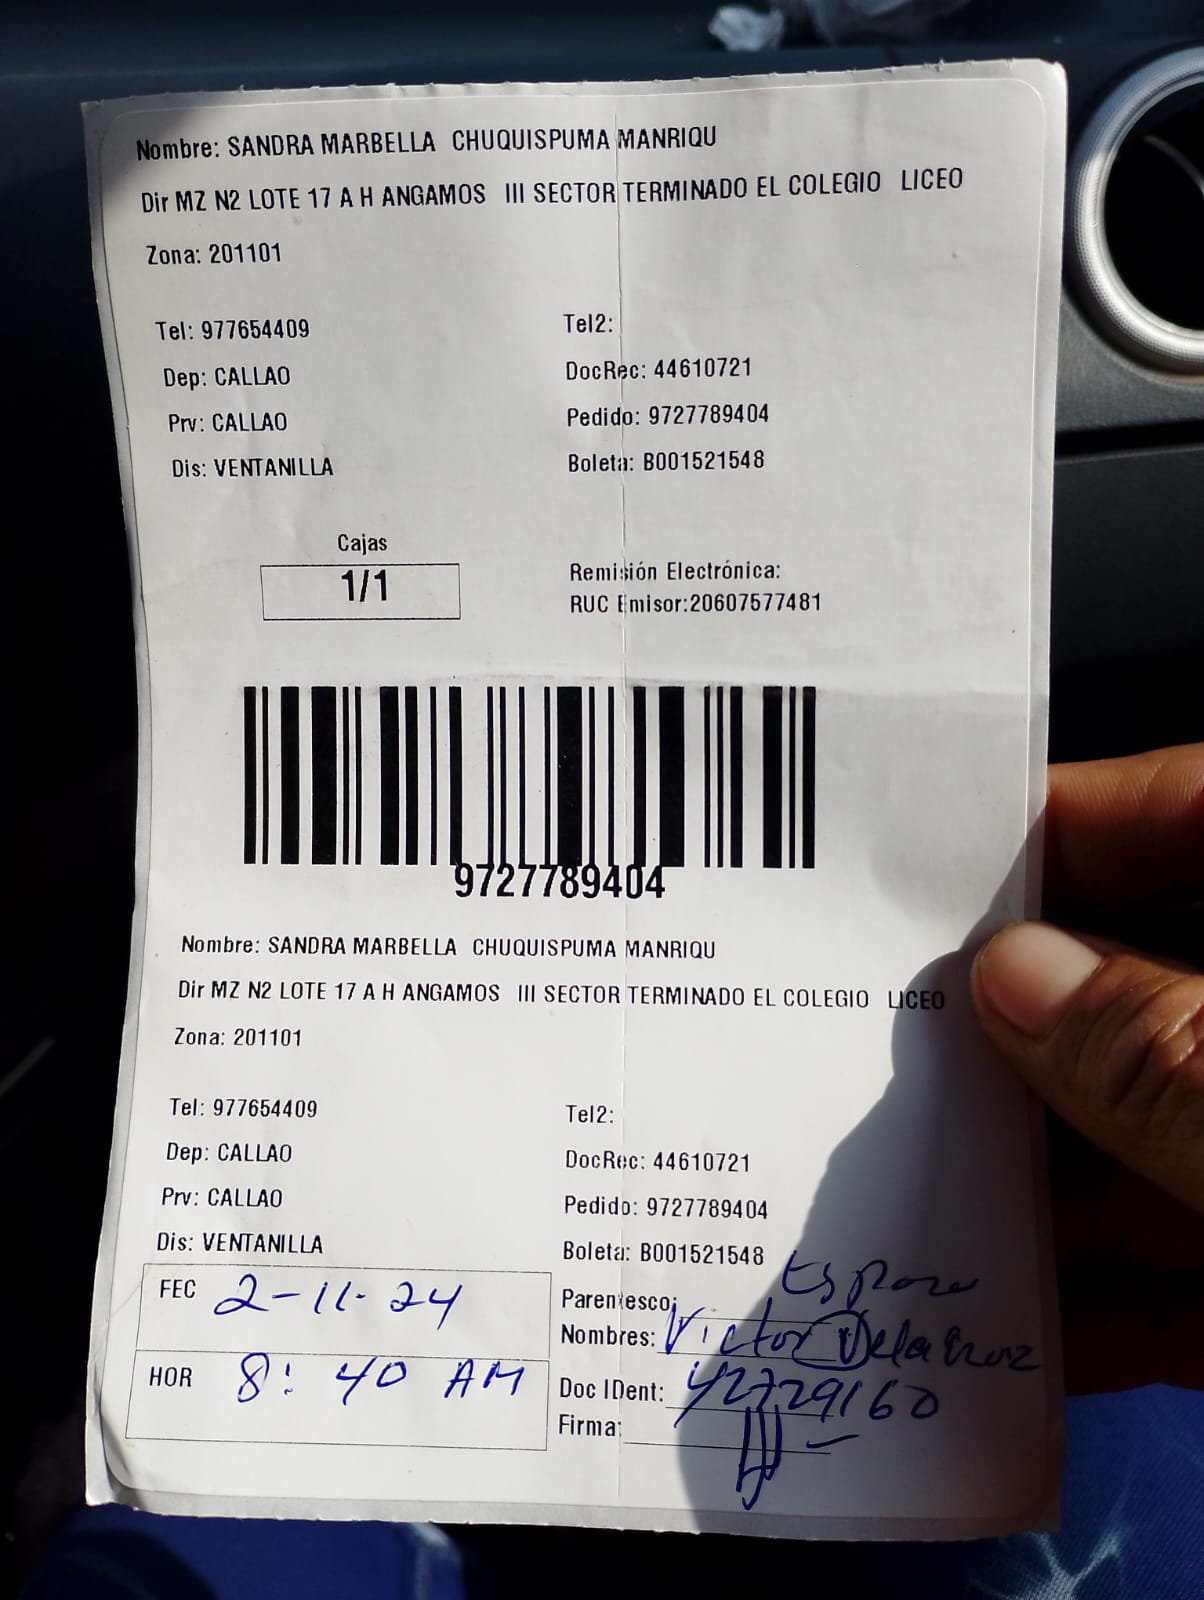 Nombre: SANDRA MARBELLA CHUQUISPUMA MANRIQU
Dir MZ N2 LOTE 17 A H ANGAMOS III SECTOR TERMINADO EL COLEGIO LICEO
Zona: 201101
Tel: 977654409 Tel2:
Dep: CALLAO DocRec: 44610721
Prv: CALLAO Pedido: 9727789404
Dis: VENTANILLA Boleta: B001521548
Cajas
1/1
Remisión Electrónica:
RUC Emisor:20607577481
9727789404
Nombre: SANDRA MARBELLA CHUQUISPUMA MANRIQU
Dir MZ N2 LOTE 17 A H ANGAMOS III SECTOR TERMINADO EL COLEGIO LICEO
Zona: 201101
Tel: 977654409 Tel2:
Dep: CALLAO DocRec: 44610721
Prv: CALLAO Pedido: 9727789404
Dis: VENTANILLA Boleta: B001521548
FEC 2-11-24 Parentesco: Esposo
Nombres: Victor De la Cruz
HOR 8:40 AM Doc IDent: 42729160
Firma: